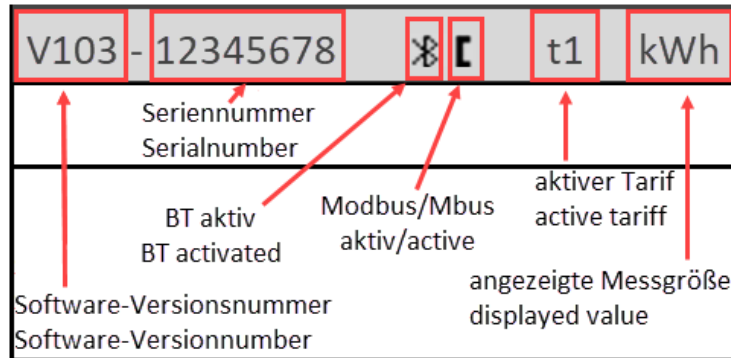 V103 - 12345678 t1 kWh
Seriennummer
Serialnumber
aktiver Tarif
active tariff
BT aktiv
BT activated
Modbus/Mbus
aktiv/active
angezeigte Messgröße
displayed value
Software-Versionsnummer
Software-Versionnumber